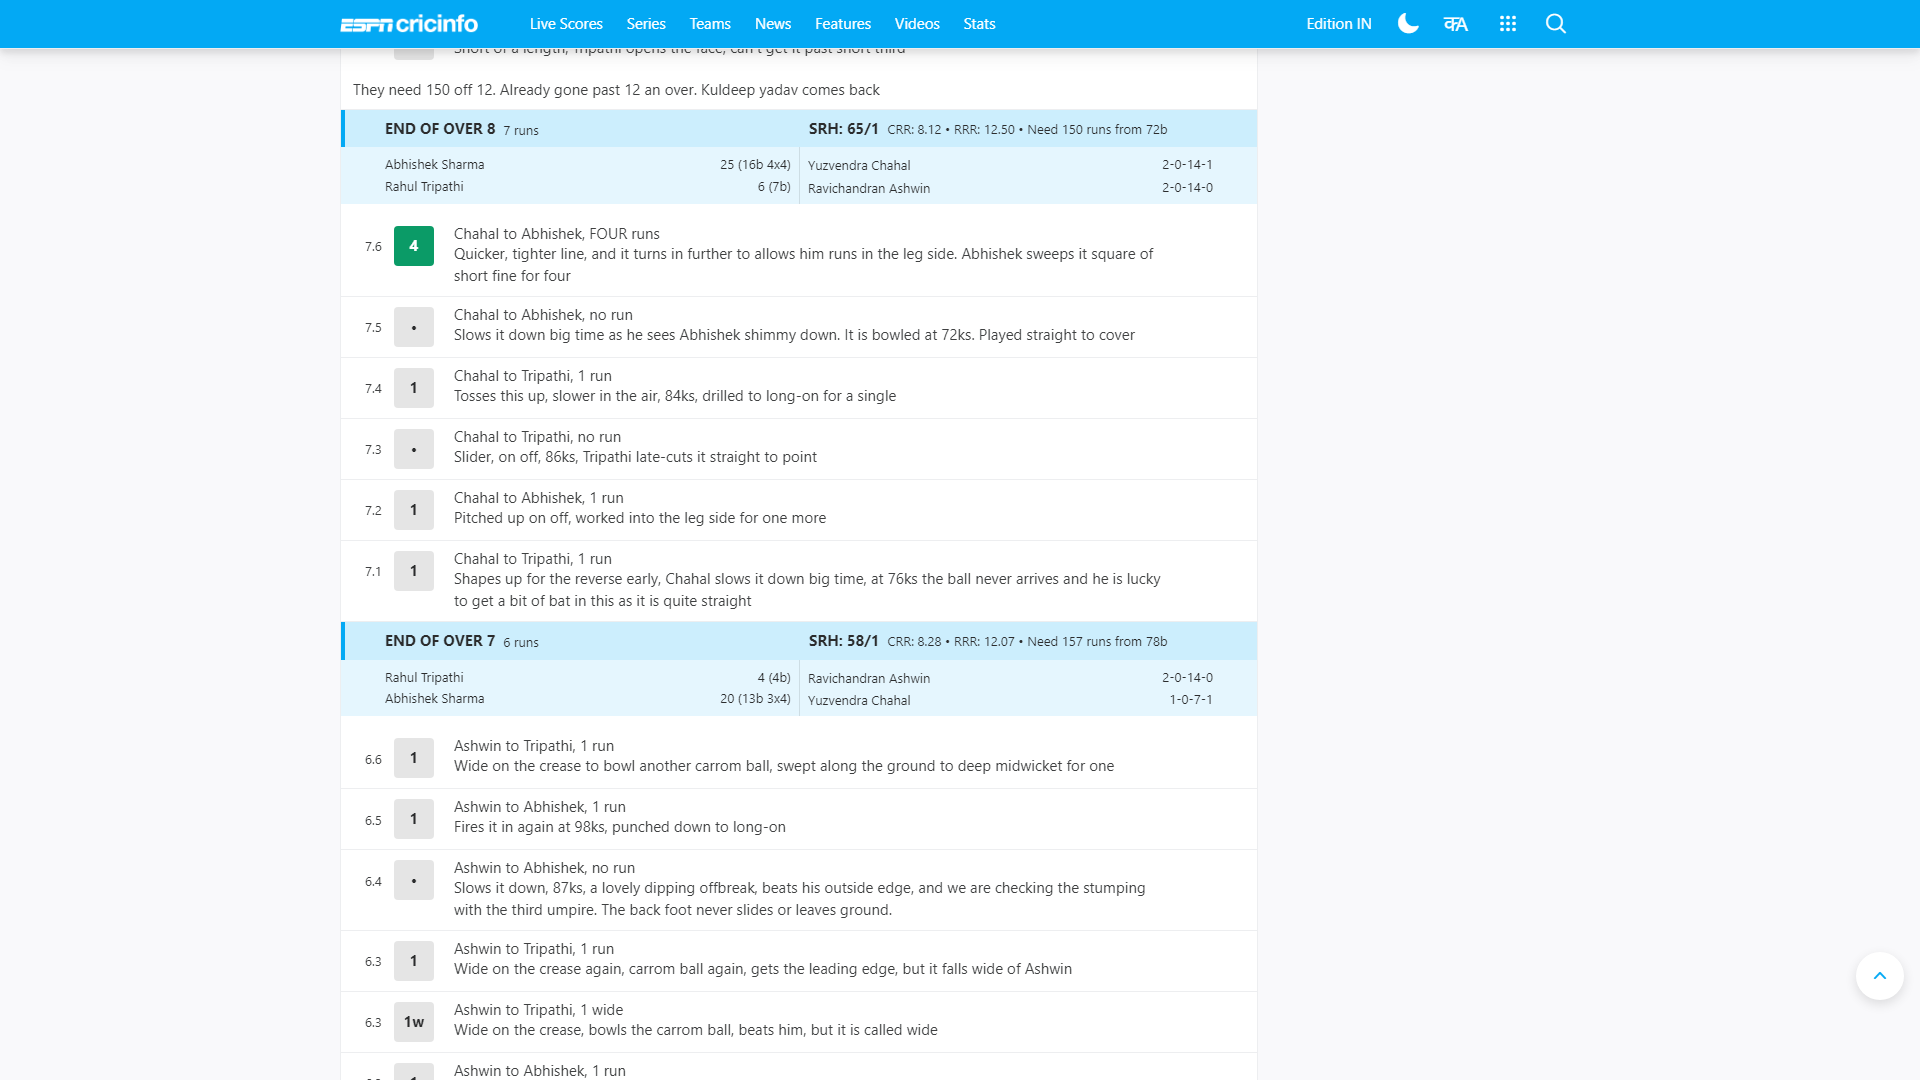 ESPN cricinfo Live Scores Series Teams News Features Videos Stats Edition IN
Short of a length, Tripathi opens the face, can't get it past short third
They need 150 off 12. Already gone past 12 an over. Kuldeep yadav comes back
END OF OVER 8 7 runs SRH: 65/1 CRR: 8.12 • RRR: 12.50 • Need 150 runs from 72b
Abhishek Sharma 25 (16b 4x4) Yuzvendra Chahal 2-0-14-1
Rahul Tripathi 6 (7b) Ravichandran Ashwin 2-0-14-0
Chahal to Abhishek, FOUR runs
7.6 4 Quicker, tighter line, and it turns in further to allows him runs in the leg side. Abhishek sweeps it square of
short fine for four
Chahal to Abhishek, no run
7.5 • Slows it down big time as he sees Abhishek shimmy down. It is bowled at 72ks. Played straight to cover
Chahal to Tripathi, 1 run
7.4 1 Tosses this up, slower in the air, 84ks, drilled to long-on for a single
Chahal to Tripathi, no run
7.3 • Slider, on off, 86ks, Tripathi late-cuts it straight to point
Chahal to Abhishek, 1 run
7.2 1 Pitched up on off, worked into the leg side for one more
Chahal to Tripathi, 1 run
7.1 1 Shapes up for the reverse early, Chahal slows it down big time, at 76ks the ball never arrives and he is lucky
to get a bit of bat in this as it is quite straight
END OF OVER 7 6 runs SRH: 58/1 CRR: 8.28 • RRR: 12.07 • Need 157 runs from 78b
Rahul Tripathi 4 (4b) Ravichandran Ashwin 2-0-14-0
Abhishek Sharma 20 (13b 3x4) Yuzvendra Chahal 1-0-7-1
Ashwin to Tripathi, 1 run
6.6 1 Wide on the crease to bowl another carrom ball, swept along the ground to deep midwicket for one
Ashwin to Abhishek, 1 run
6.5 1 Fires it in again at 98ks, punched down to long-on
Ashwin to Abhishek, no run
6.4 • Slows it down, 87ks, a lovely dipping offbreak, beats his outside edge, and we are checking the stumping
with the third umpire. The back foot never slides or leaves ground.
Ashwin to Tripathi, 1 run
6.3 1 Wide on the crease again, carrom ball again, gets the leading edge, but it falls wide of Ashwin
Ashwin to Tripathi, 1 wide
6.3 1w Wide on the crease, bowls the carrom ball, beats him, but it is called wide
Ashwin to Abhishek, 1 run